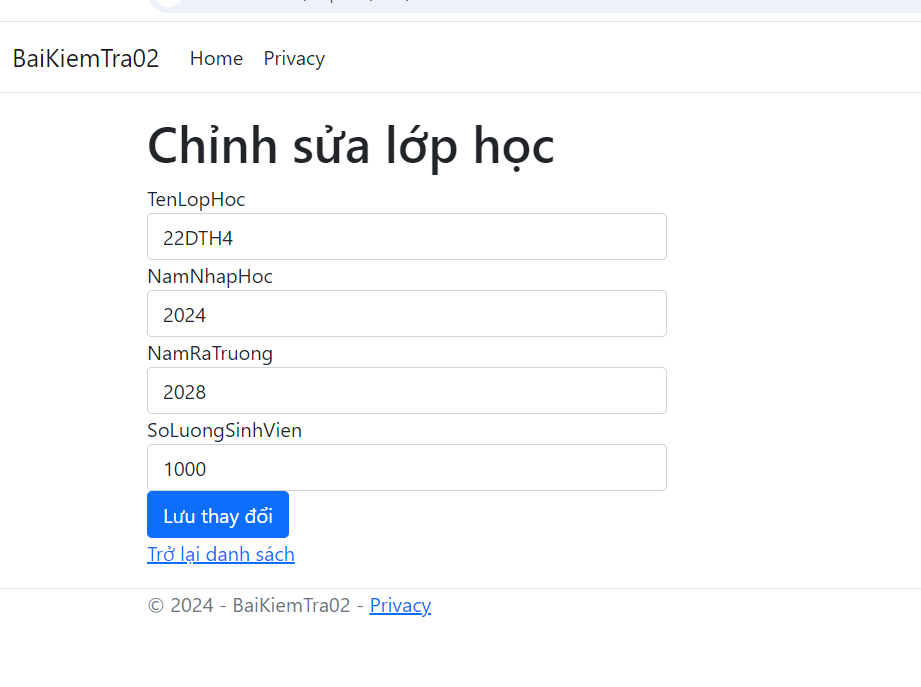 BaiKiemTra02 Home Privacy
Chỉnh sửa lớp học
TenLopHoc
22DTH4
NamNhapHoc
2024
NamRaTruong
2028
SoLuongSinhVien
1000
Lưu thay đổi
Trở lại danh sách
© 2024 - BaiKiemTra02 - Privacy